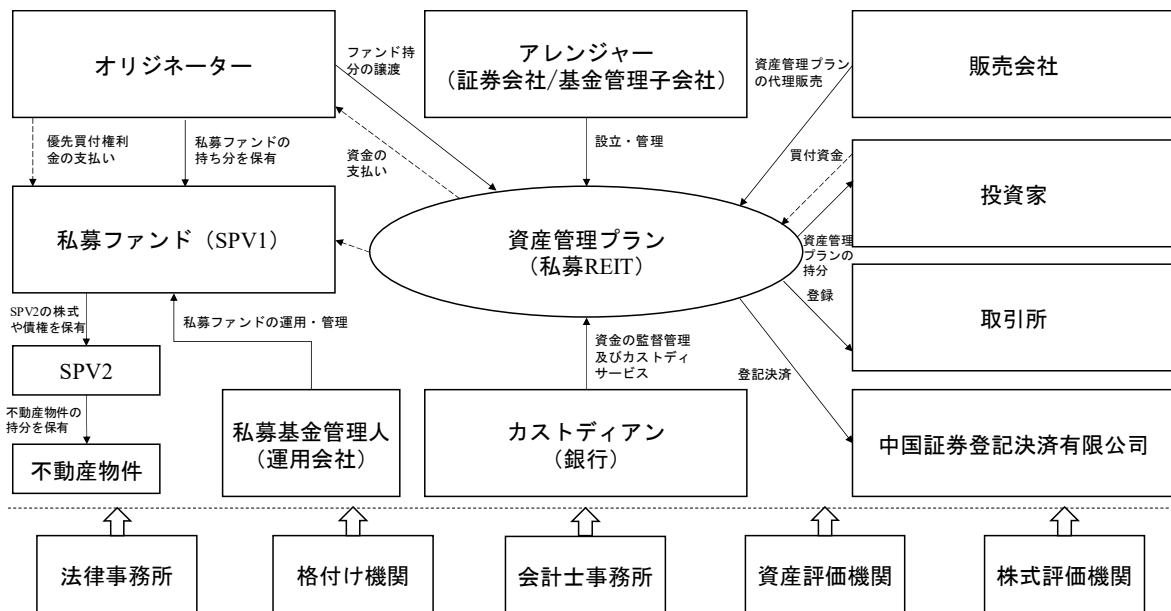 オリジネーター
ファンド持
分の譲渡
アレンジャー
（証券会社/基金管理子会社）
資産管理プラン
の代理販売
販売会社
優先買付権利
金の支払い
私募ファンドの
持ち分を保有
資金の
支払い
設立・管理
買付資金
投資家
私募ファンド（SPV1）
資産管理プラン
（私募REIT）
資産管理
プランの
持分
登録
取引所
SPV2の株式
や債権を保有
私募ファンドの運用・管理
資金の監督管理
及びカストディ
サービス
登記決済
SPV2
不動産物件の
持分を保有
不動産物件
私募基金管理人
（運用会社）
カストディアン
（銀行）
中国証券登記決済有限公司
法律事務所
格付け機関
会計士事務所
資産評価機関
株式評価機関